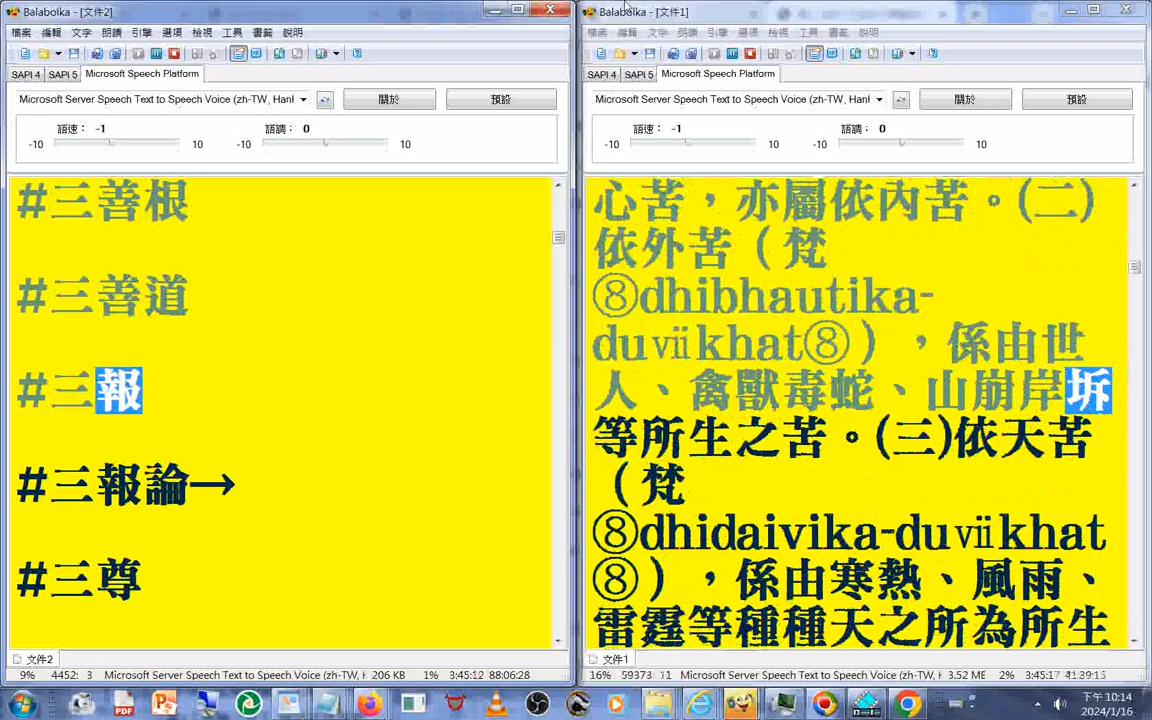 Balabolka - [文件2]
檔案 編輯 文字 朗讀 引擎 選項 檢視 工具 書籤 說明
SAPI 4 SAPI 5 Microsoft Speech Platform
Microsoft Server Speech Text to Speech Voice (zh-TW, Hanl
關於
預設
語速： -1
語調： 0
-10 10 -10 10
#三善根
#三善道
#三報
#三報論→
#三尊
文件2
9% 4452: 3 Microsoft Server Speech Text to Speech Voice (zh-TW, H 206 KB 1% 3:45:12 88:06:28
Balabolka - [文件1]
檔案 編輯 文字 朗讀 引擎 選項 檢視 工具 書籤 說明
SAPI 4 SAPI 5 Microsoft Speech Platform
Microsoft Server Speech Text to Speech Voice (zh-TW, Hanl
關於
預設
語速： -1
語調： 0
-10 10 -10 10
心苦，亦屬依內苦。(二)
依外苦（梵
⑧dhibhautika-
duⅶkhat⑧），係由世
人、禽獸毒蛇、山崩岸坼
等所生之苦。(三)依天苦
（梵
⑧dhidaivika-duⅶkhat
⑧），係由寒熱、風雨、
雷霆等種種天之所為所生
文件1
16% Microsoft Server Speech Text to Speech Voice (zh-TW, H 3.52 ME 2% 3:45:17
下午 10:14
2024/1/16